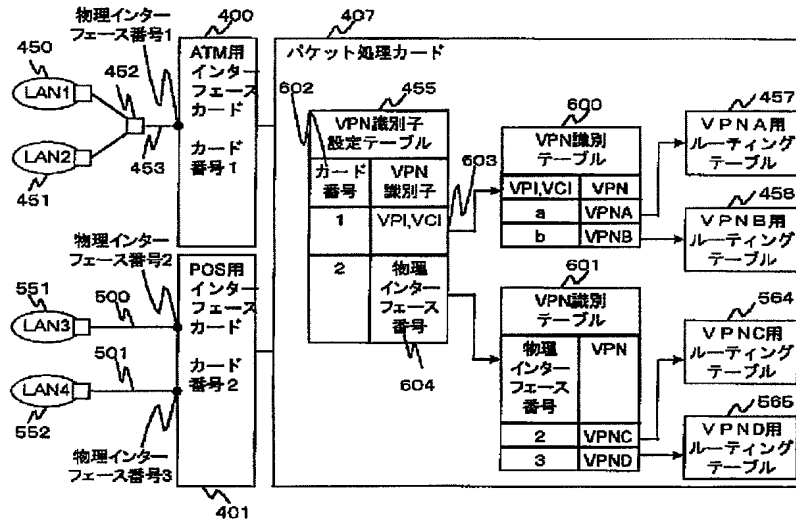 物理インター
フェース番号1
400
407
450
452
LAN1
ATM用
インター
フェース
カード
カード
番号1
LAN2
451
453
602
パケット処理カード
455
VPN識別子
設定テーブル
カード
番号
VPN
識別子
1
VPI,VCI
2
物理
インター
フェース
番号
603
604
600
VPN識別
テーブル
VPI,VCI
VPN
a
VPNA
b
VPNB
457
VPNA用
ルーティング
テーブル
458
VPNB用
ルーティング
テーブル
物理インター
フェース番号2
551
500
LAN3
501
LAN4
552
POS用
インター
フェース
カード
カード
番号2
物理インター
フェース番号3
401
601
VPN識別
テーブル
物理
インター
フェース
番号
VPN
2
VPNC
3
VPND
564
VPNC用
ルーティング
テーブル
565
VPND用
ルーティング
テーブル